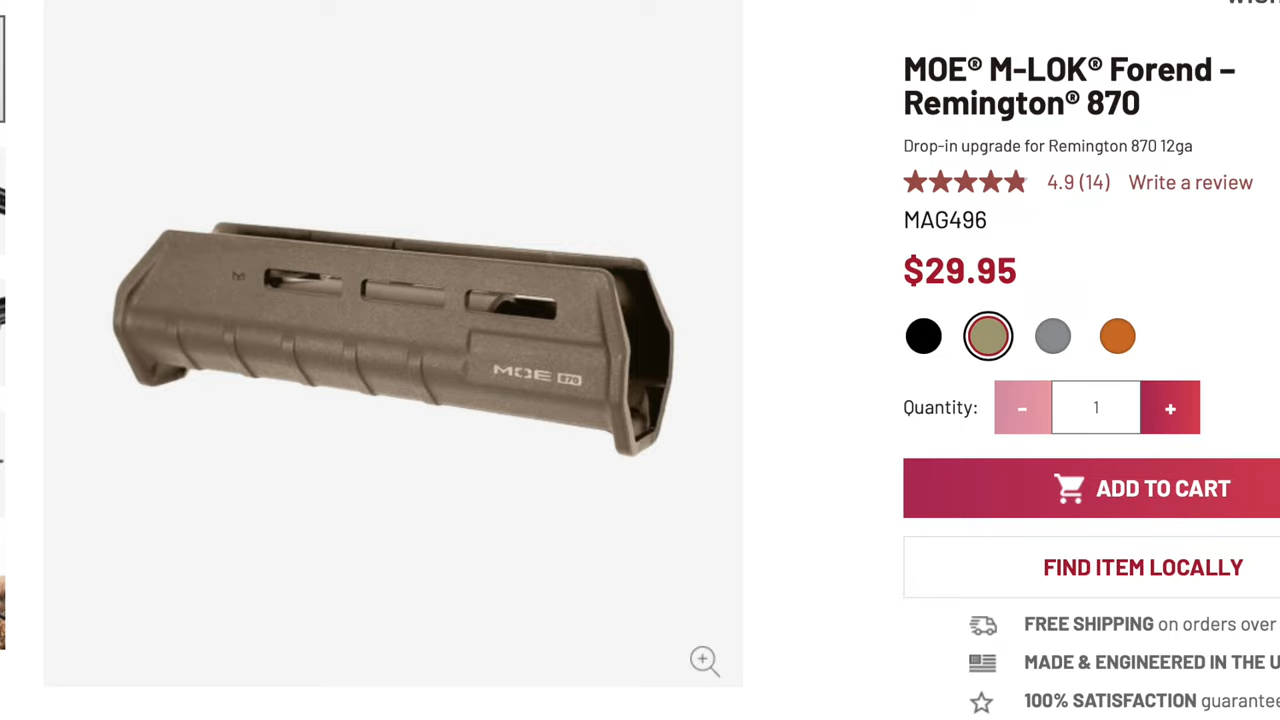 MOE® M-LOK® Forend –
Remington® 870
Drop-in upgrade for Remington 870 12ga
4.9 (14) Write a review
MAG496
$29.95
MOE 870
Quantity: - 1 +
ADD TO CART
FIND ITEM LOCALLY
FREE SHIPPING on orders over
MADE & ENGINEERED IN THE U
100% SATISFACTION guarantee